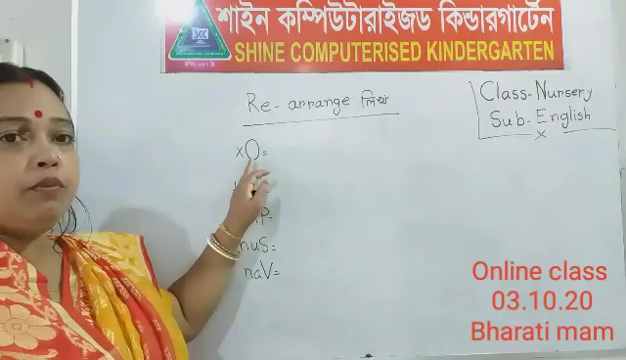 শাইন কম্পিউটারাইজড কিন্ডারগার্টেন
SHINE COMPUTERISED KINDERGARTEN
Re-arrange লিখ
Class-Nursery
Sub-English
xO=
nuS=
naV=
Online class
03.10.20
Bharati mam